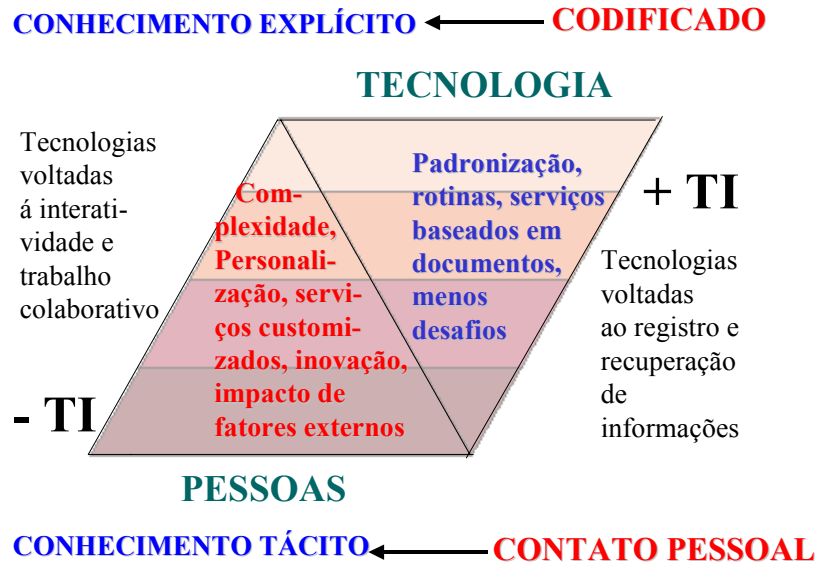 CONHECIMENTO EXPLÍCITO
CODIFICADO
TECNOLOGIA
Tecnologias
voltadas
á interati-
vidade e
trabalho
colaborativo
Com-
plexidade,
Personali-
zação, servi-
ços customi-
zados, inovação,
impacto de
fatores externos
Padronização,
rotinas, serviços
baseados em
documentos,
menos
desafios
+ TI
Tecnologias
voltadas
ao registro e
recuperação
de
informações
- TI
PESSOAS
CONHECIMENTO TÁCITO
CONTATO PESSOAL